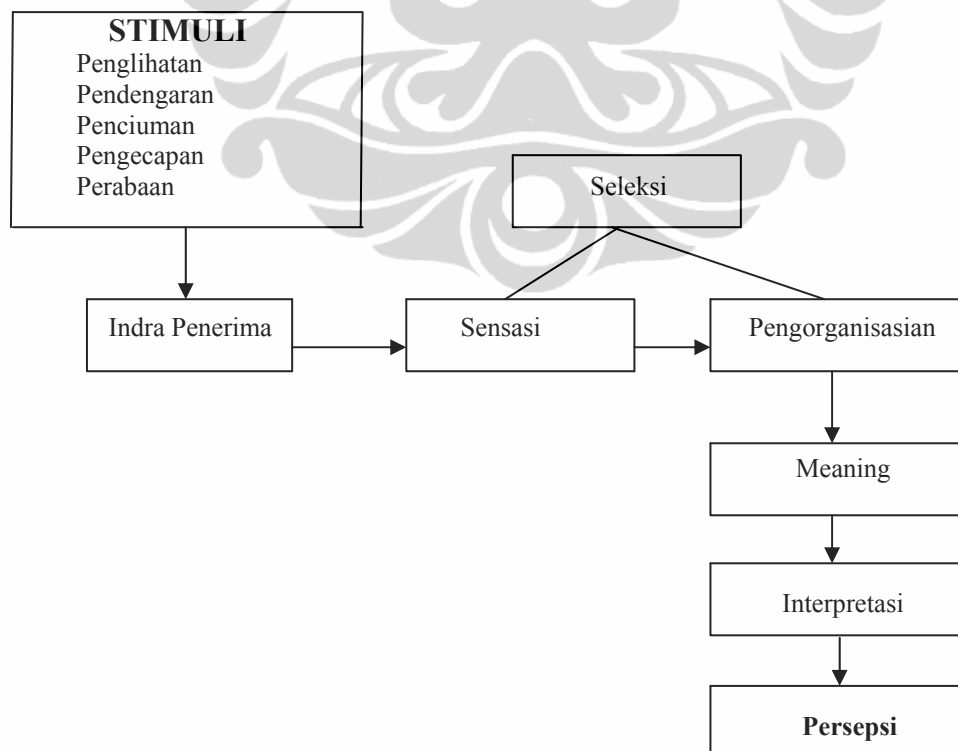 STIMULI
Penglihatan
Pendengaran
Penciuman
Pengecapan
Perabaan
Seleksi
Indra Penerima
Sensasi
Pengorganisasian
Meaning
Interpretasi
Persepsi